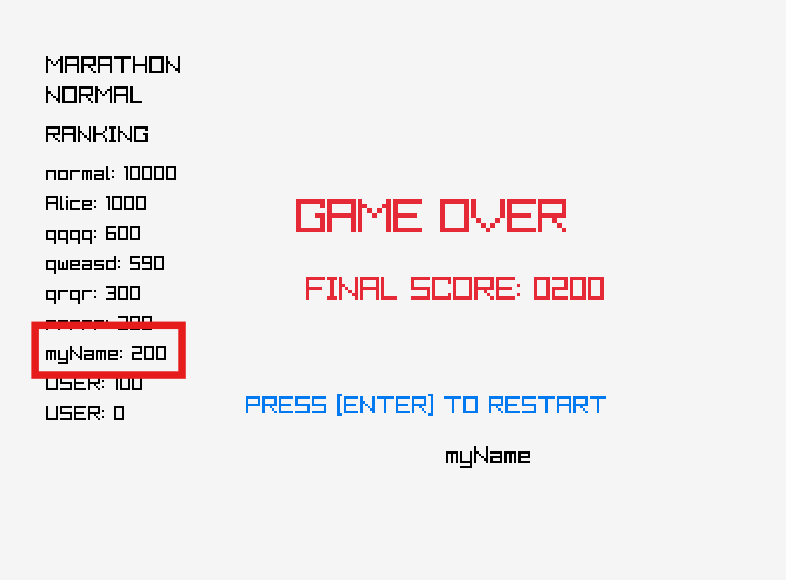 MARATHON
NORMAL
RANKING
normal: 10000
Alice: 1000
qqqq: 600
qweasd: 590
qrqr: 300
myName: 200
USER: 100
USER: 0
GAME OVER
FINAL SCORE: 0200
PRESS [ENTER] TO RESTART
myName